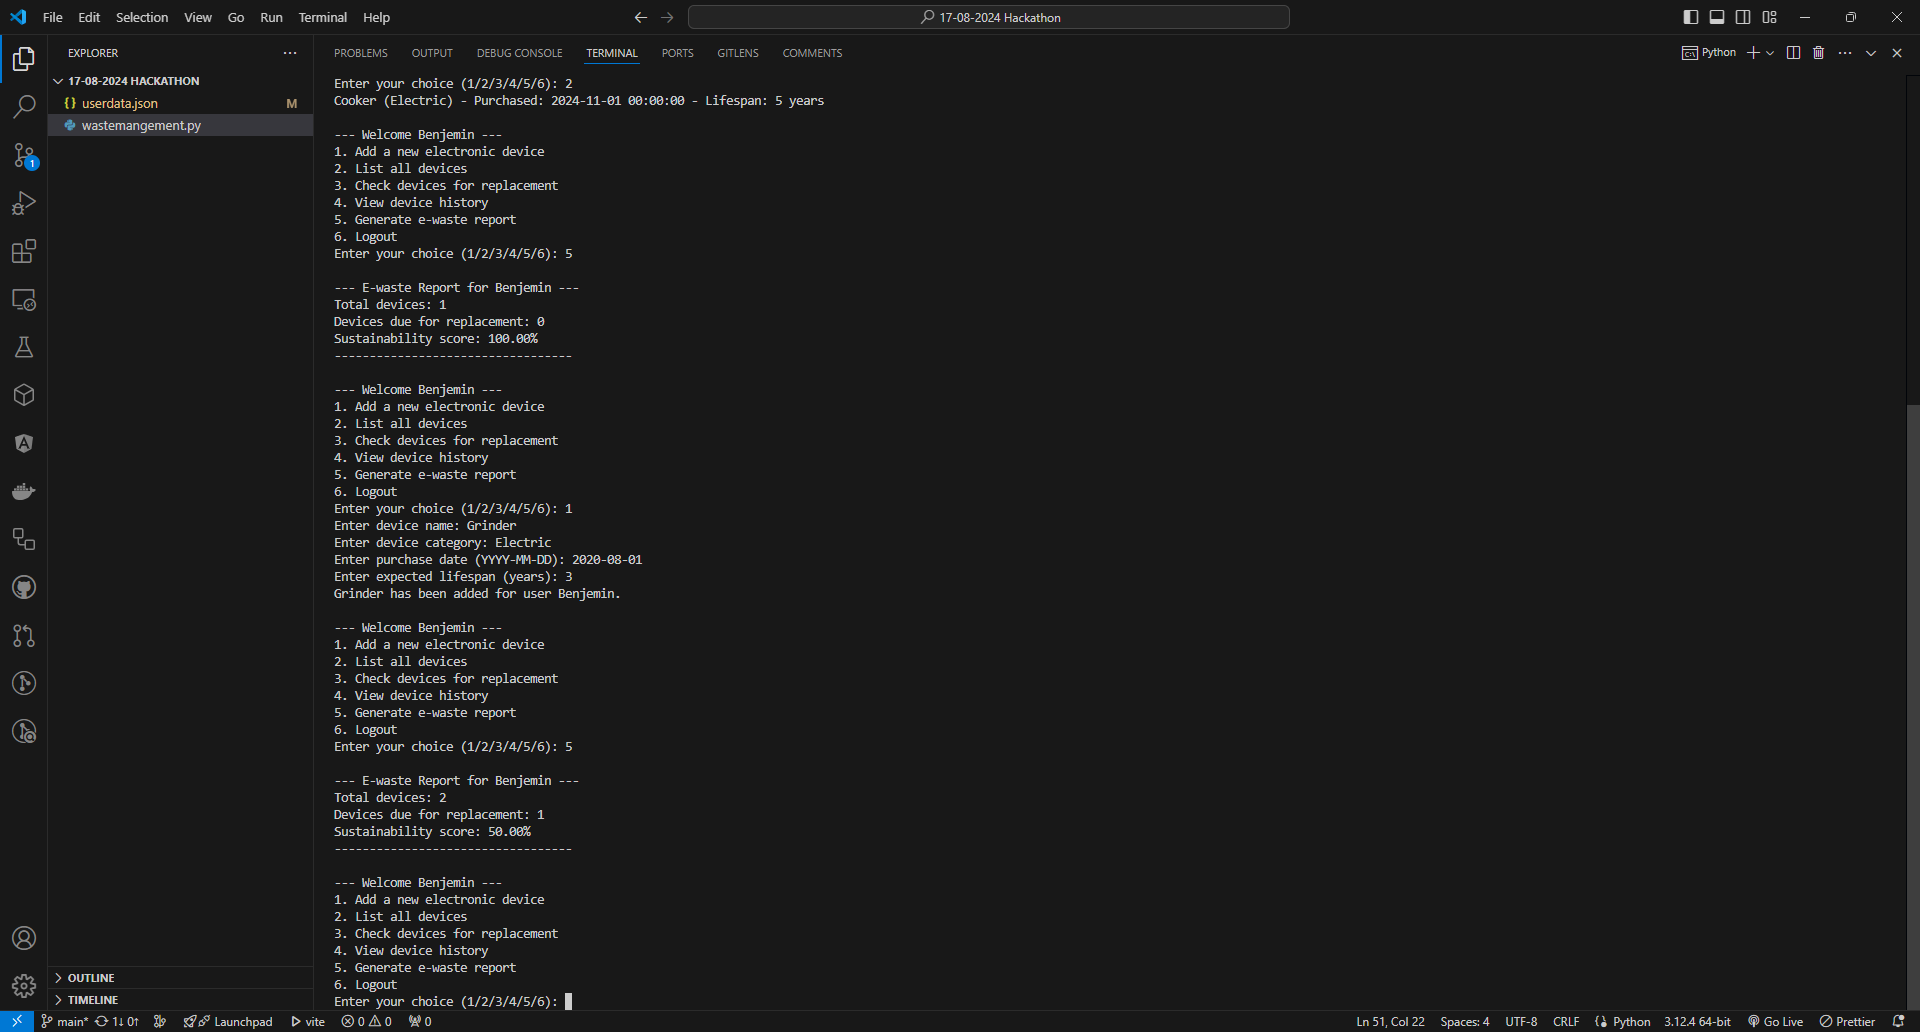 File Edit Selection View Go Run Terminal Help
17-08-2024 Hackathon
EXPLORER
17-08-2024 HACKATHON
userdata.json M
wastemangement.py
1
OUTLINE
TIMELINE
PROBLEMS OUTPUT DEBUG CONSOLE TERMINAL PORTS GITLENS COMMENTS
Python
Enter your choice (1/2/3/4/5/6): 2
Cooker (Electric) - Purchased: 2024-11-01 00:00:00 - Lifespan: 5 years
--- Welcome Benjemin ---
1. Add a new electronic device
2. List all devices
3. Check devices for replacement
4. View device history
5. Generate e-waste report
6. Logout
Enter your choice (1/2/3/4/5/6): 5
--- E-waste Report for Benjemin ---
Total devices: 1
Devices due for replacement: 0
Sustainability score: 100.00%
----------------------------------
--- Welcome Benjemin ---
1. Add a new electronic device
2. List all devices
3. Check devices for replacement
4. View device history
5. Generate e-waste report
6. Logout
Enter your choice (1/2/3/4/5/6): 1
Enter device name: Grinder
Enter device category: Electric
Enter purchase date (YYYY-MM-DD): 2020-08-01
Enter expected lifespan (years): 3
Grinder has been added for user Benjemin.
--- Welcome Benjemin ---
1. Add a new electronic device
2. List all devices
3. Check devices for replacement
4. View device history
5. Generate e-waste report
6. Logout
Enter your choice (1/2/3/4/5/6): 5
--- E-waste Report for Benjemin ---
Total devices: 2
Devices due for replacement: 1
Sustainability score: 50.00%
----------------------------------
--- Welcome Benjemin ---
1. Add a new electronic device
2. List all devices
3. Check devices for replacement
4. View device history
5. Generate e-waste report
6. Logout
Enter your choice (1/2/3/4/5/6):
main* 1↓ 0↑ Launchpad vite 0 0 0 Ln 51, Col 22 Spaces: 4 UTF-8 CRLF Python 3.12.4 64-bit Go Live Prettier